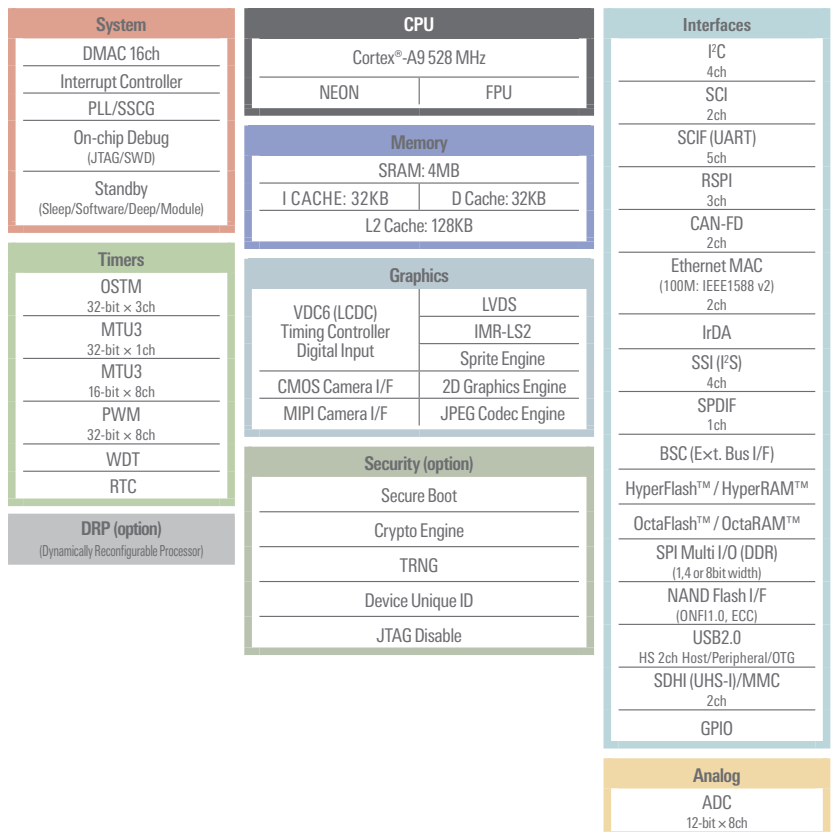 System
DMAC 16ch
Interrupt Controller
PLL/SSCG
On-chip Debug
(JTAG/SWD)
Standby
(Sleep/Software/Deep/Module)
Timers
OSTM
32-bit × 3ch
MTU3
32-bit × 1ch
MTU3
16-bit × 8ch
PWM
32-bit × 8ch
WDT
RTC
DRP (option)
(Dynamically Reconfigurable Processor)
CPU
Cortex®-A9 528 MHz
NEON FPU
Memory
SRAM: 4MB
I CACHE: 32KB D Cache: 32KB
L2 Cache: 128KB
Graphics
VDC6 (LCDC)
Timing Controller
Digital Input
LVDS
IMR-LS2
Sprite Engine
CMOS Camera I/F 2D Graphics Engine
MIPI Camera I/F JPEG Codec Engine
Security (option)
Secure Boot
Crypto Engine
TRNG
Device Unique ID
JTAG Disable
Interfaces
I²C
4ch
SCI
2ch
SCIF (UART)
5ch
RSPI
3ch
CAN-FD
2ch
Ethernet MAC
(100M: IEEE1588 v2)
2ch
IrDA
SSI (I²S)
4ch
SPDIF
1ch
BSC (E×t. Bus I/F)
HyperFlash™ / HyperRAM™
OctaFlash™ / OctaRAM™
SPI Multi I/O (DDR)
(1,4 or 8bit width)
NAND Flash I/F
(ONFI1.0, ECC)
USB2.0
HS 2ch Host/Peripheral/OTG
SDHI (UHS-I)/MMC
2ch
GPIO
Analog
ADC
12-bit × 8ch